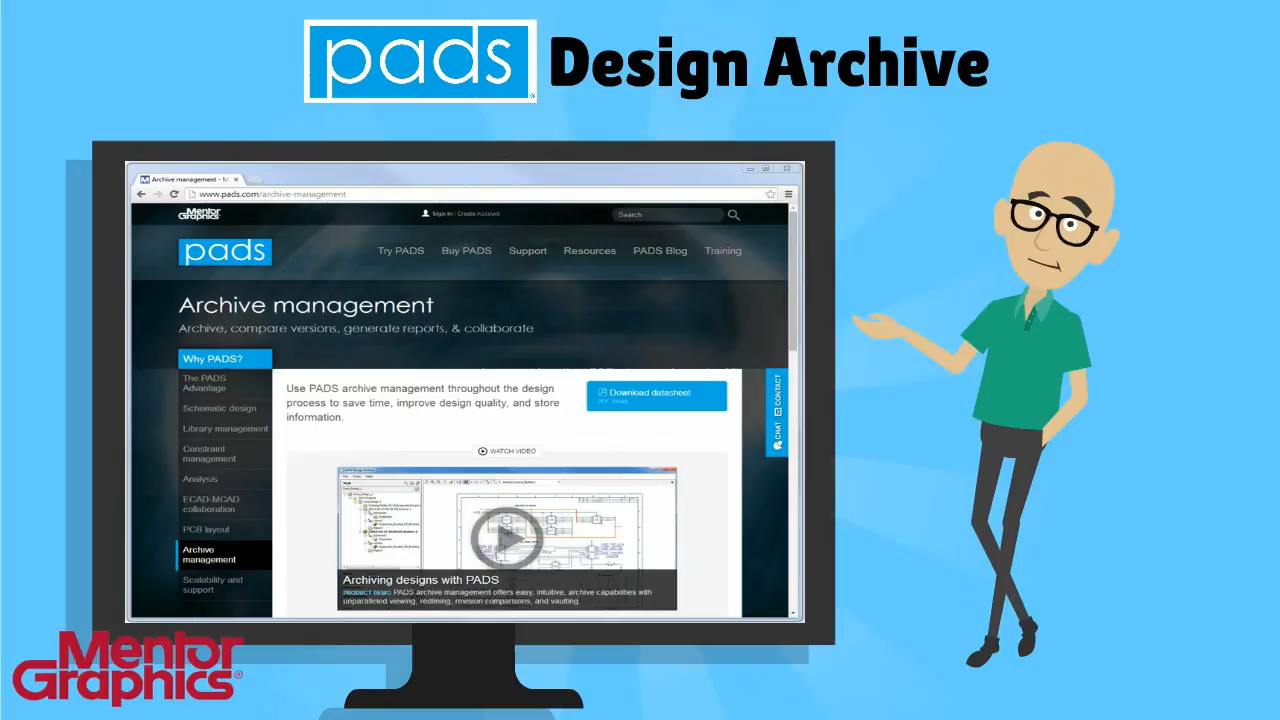 pads Design Archive
Archive management - M
www.pads.com/archive-management
Mentor Graphics
Sign In | Create Account
Search
pads
Try PADS Buy PADS Support Resources PADS Blog Training
Archive management
Archive, compare versions, generate reports, & collaborate
Why PADS?
The PADS
Advantage
Schematic design
Library management
Constraint
management
Analysis
ECAD-MCAD
collaboration
PCB layout
Archive
management
Scalability and
support
Use PADS archive management throughout the design
process to save time, improve design quality, and store
information.
Download datasheet
CHAT CONTACT
WATCH VIDEO
Archiving designs with PADS
PRODUCT DEMO PADS archive management offers easy, intuitive, archive capabilities with
unparalleled viewing, redlining, revision comparisons, and vaulting.
Mentor
Graphics®